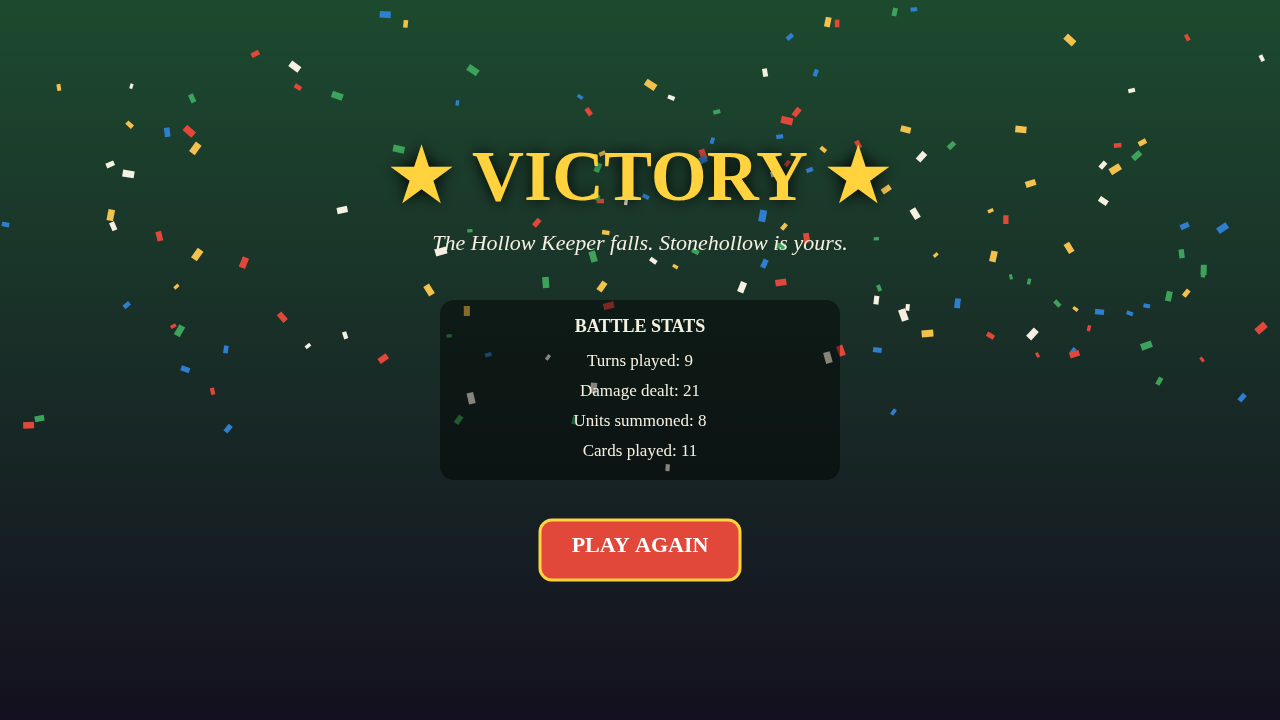 ★ VICTORY ★
The Hollow Keeper falls. Stonehollow is yours.
BATTLE STATS
Turns played: 9
Damage dealt: 21
Units summoned: 8
Cards played: 11
PLAY AGAIN